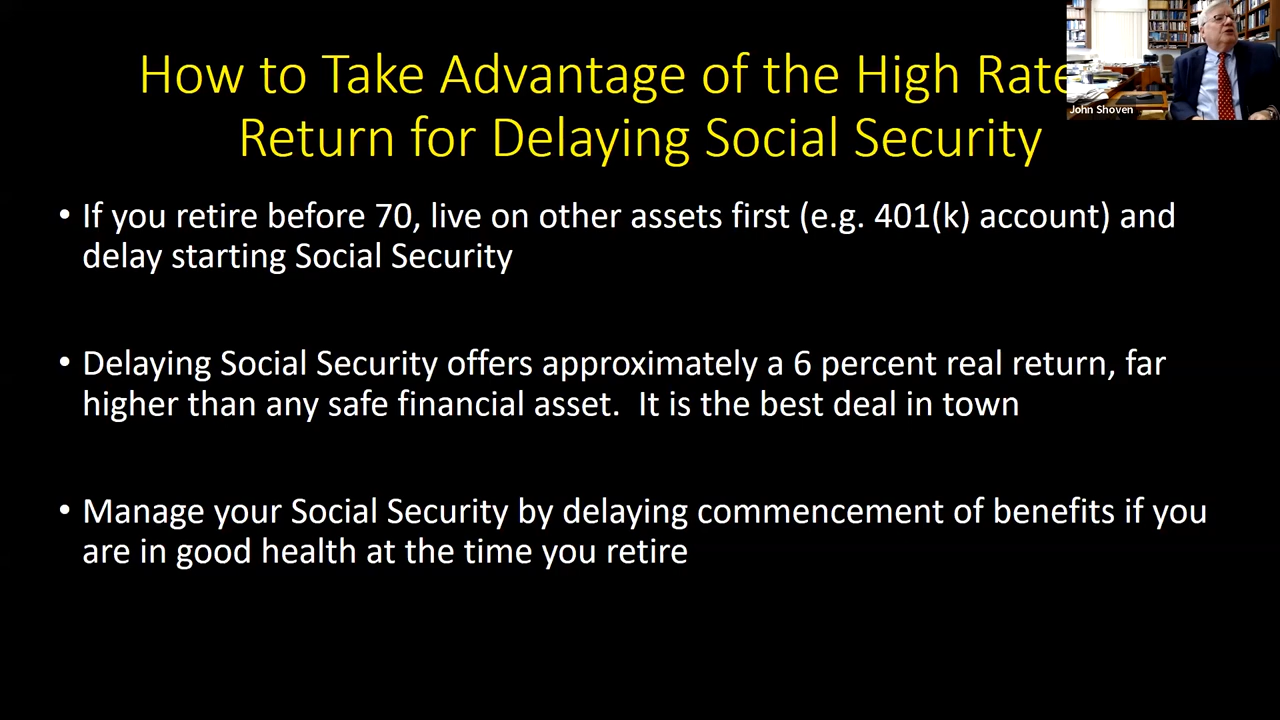 How to Take Advantage of the High Rate
Return for Delaying Social Security
John Shoven
• If you retire before 70, live on other assets first (e.g. 401(k) account) and
delay starting Social Security
• Delaying Social Security offers approximately a 6 percent real return, far
higher than any safe financial asset.  It is the best deal in town
• Manage your Social Security by delaying commencement of benefits if you
are in good health at the time you retire